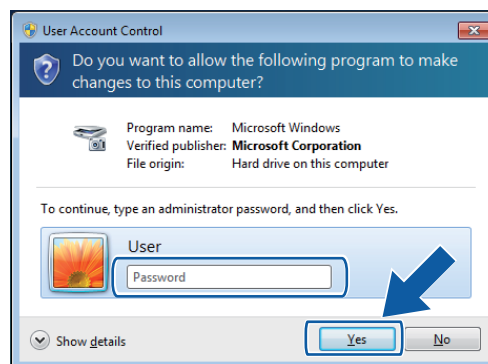 User Account Control
Do you want to allow the following program to make
changes to this computer?
Program name: Microsoft Windows
Verified publisher: Microsoft Corporation
File origin: Hard drive on this computer
To continue, type an administrator password, and then click Yes.
User
Password
Show details
Yes
No